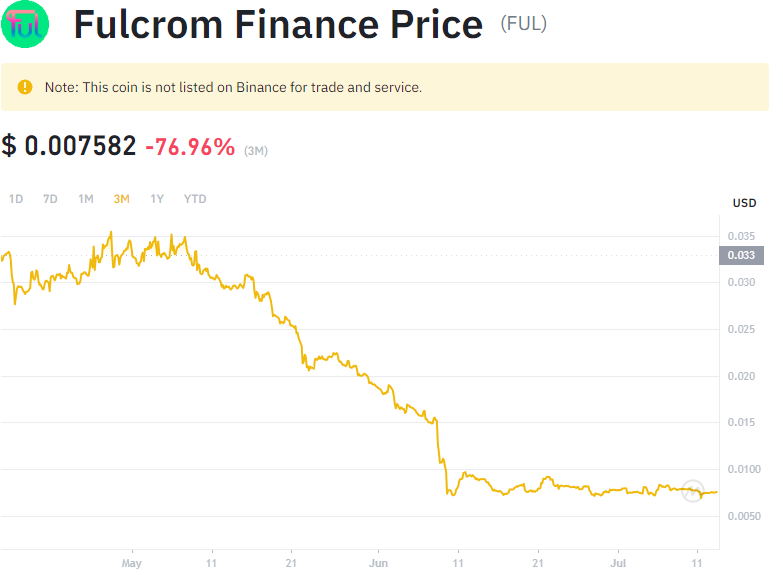 ful
Fulcrom Finance Price (FUL)
Note: This coin is not listed on Binance for trade and service.
$ 0.007582 -76.96% (3M)
1D 7D 1M 3M 1Y YTD
USD
0.035
0.033
0.030
0.025
0.020
0.015
0.0100
0.0050
May 11 21 Jun 11 21 Jul 11